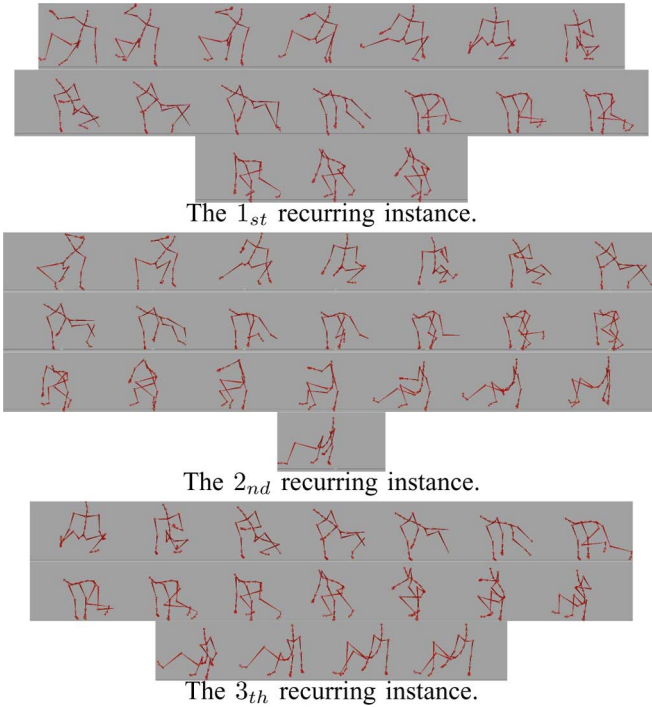 The 1st recurring instance.
The 2nd recurring instance.
The 3th recurring instance.